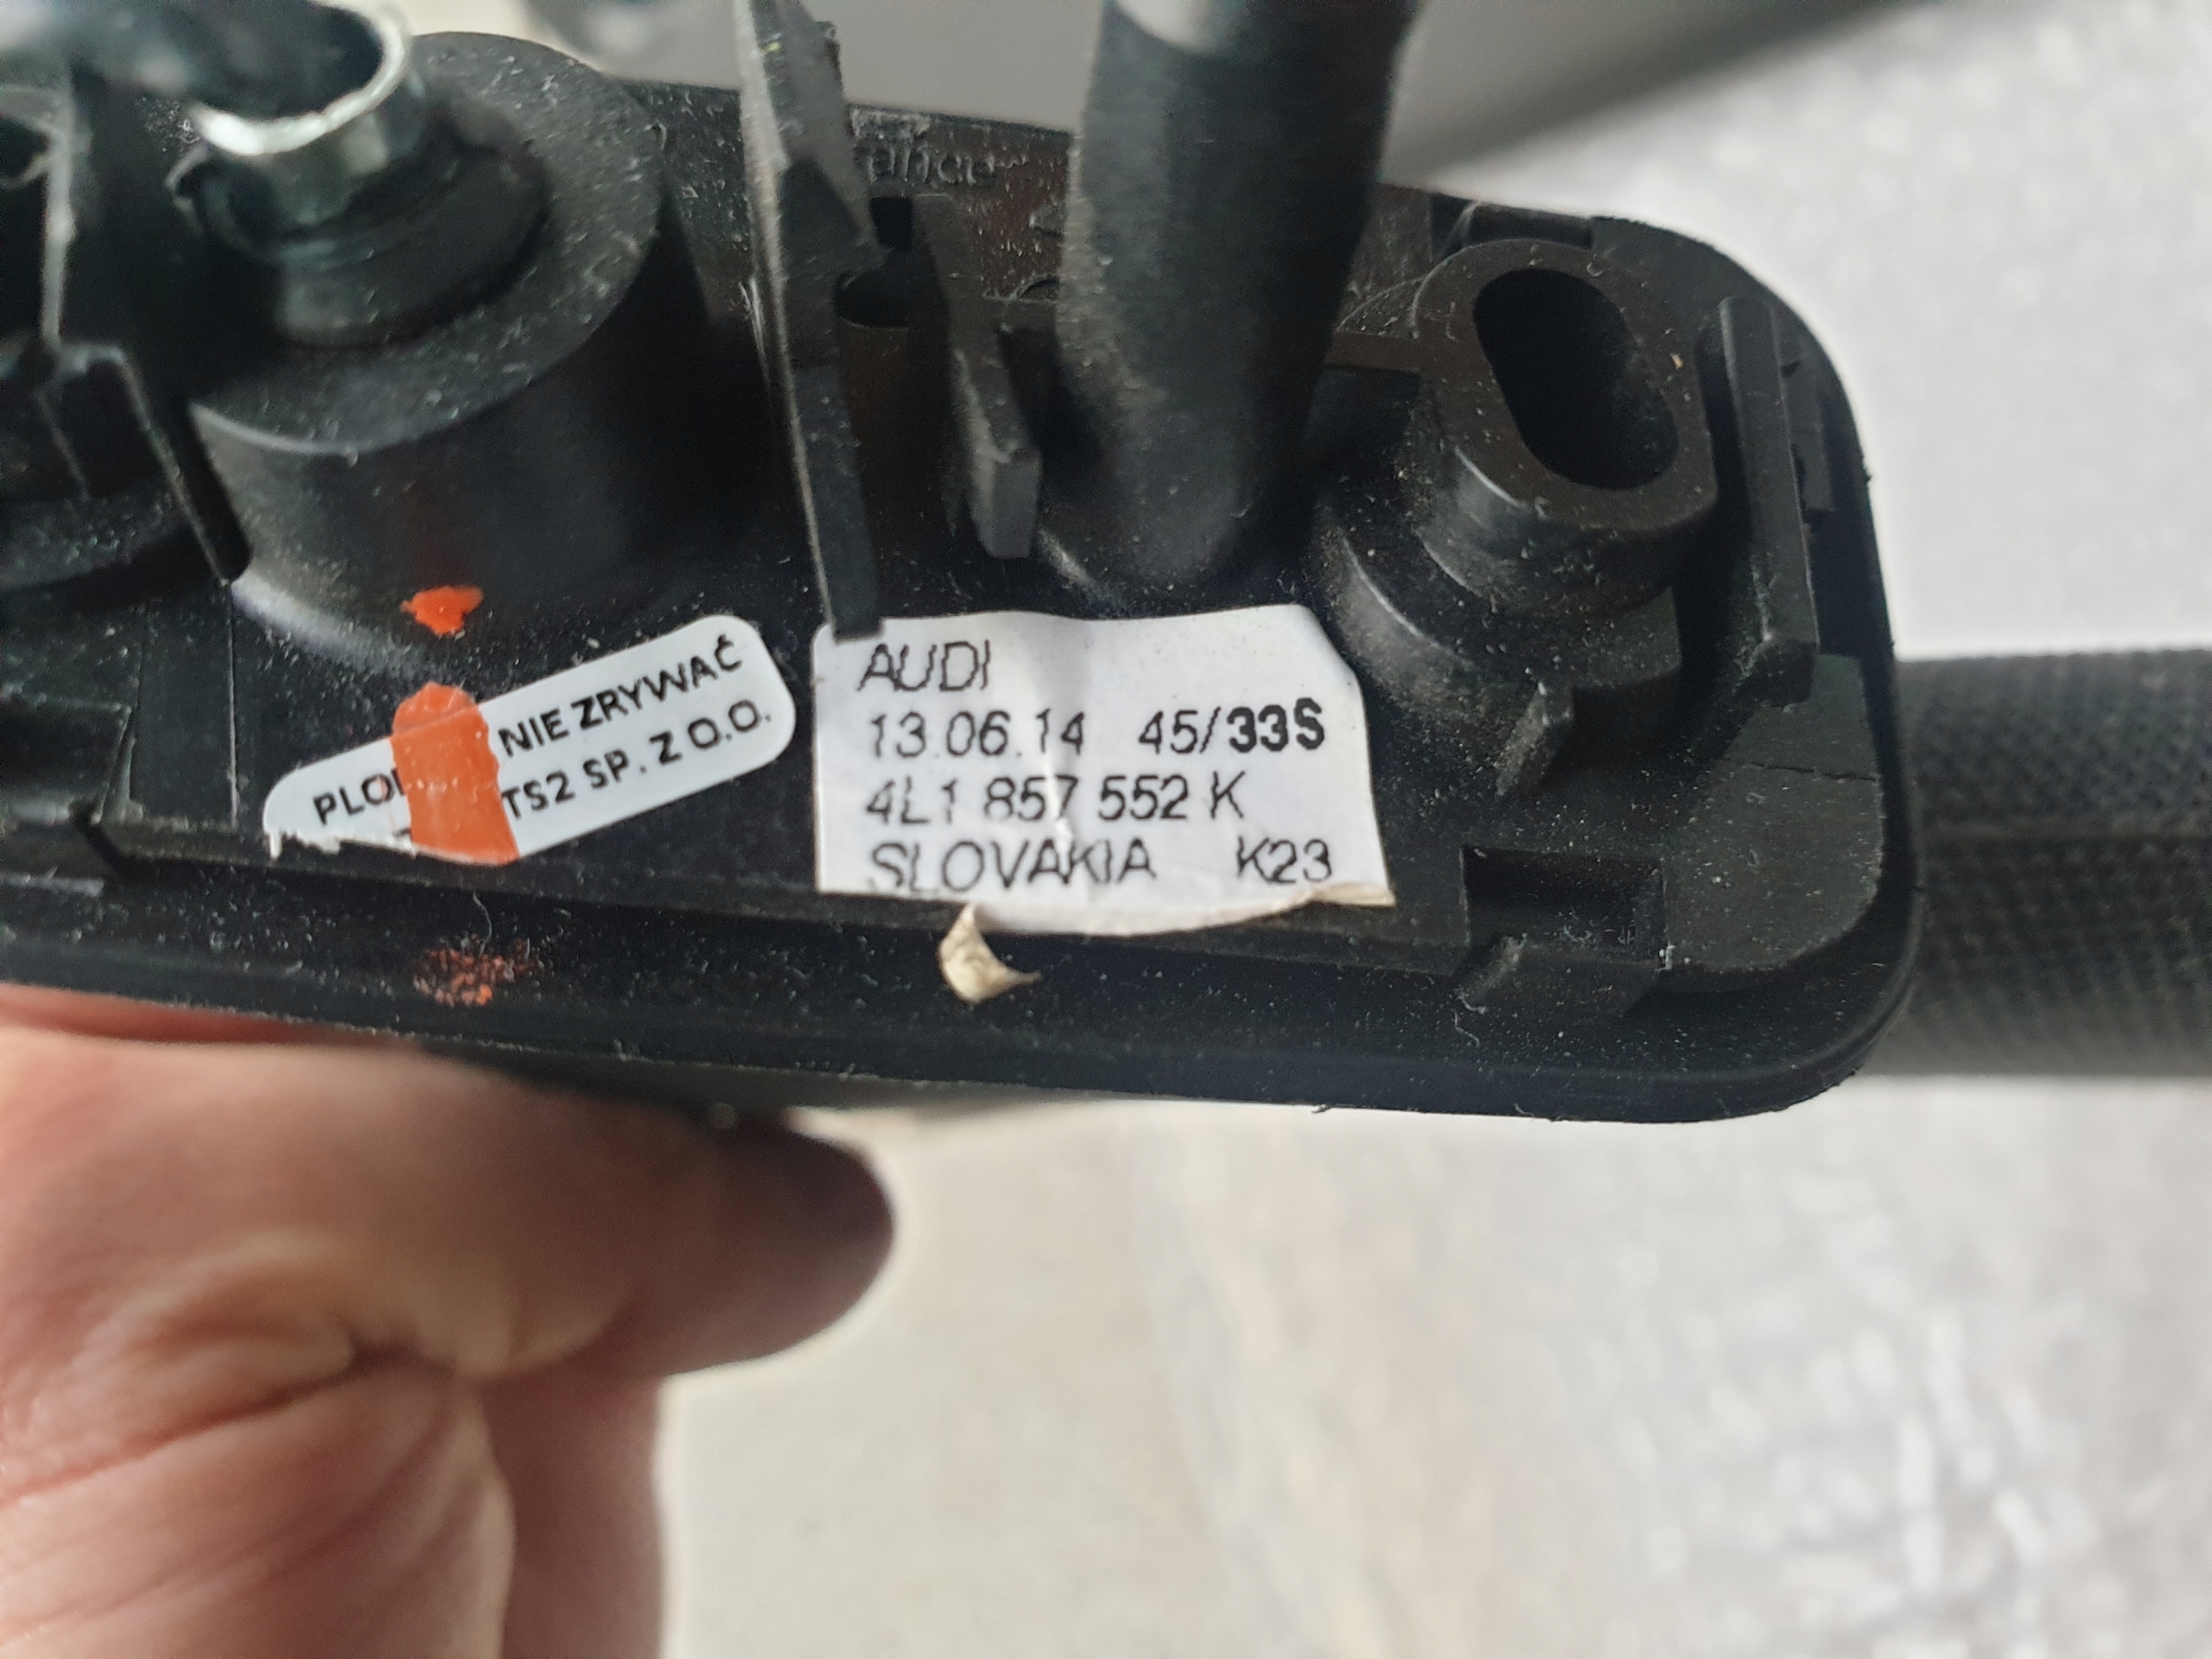 NIE ZRYWAĆ
TS2 SP. Z O.O.
AUDI
13.06.14 45/33S
4L1 857 552 K
SLOVAKIA K23